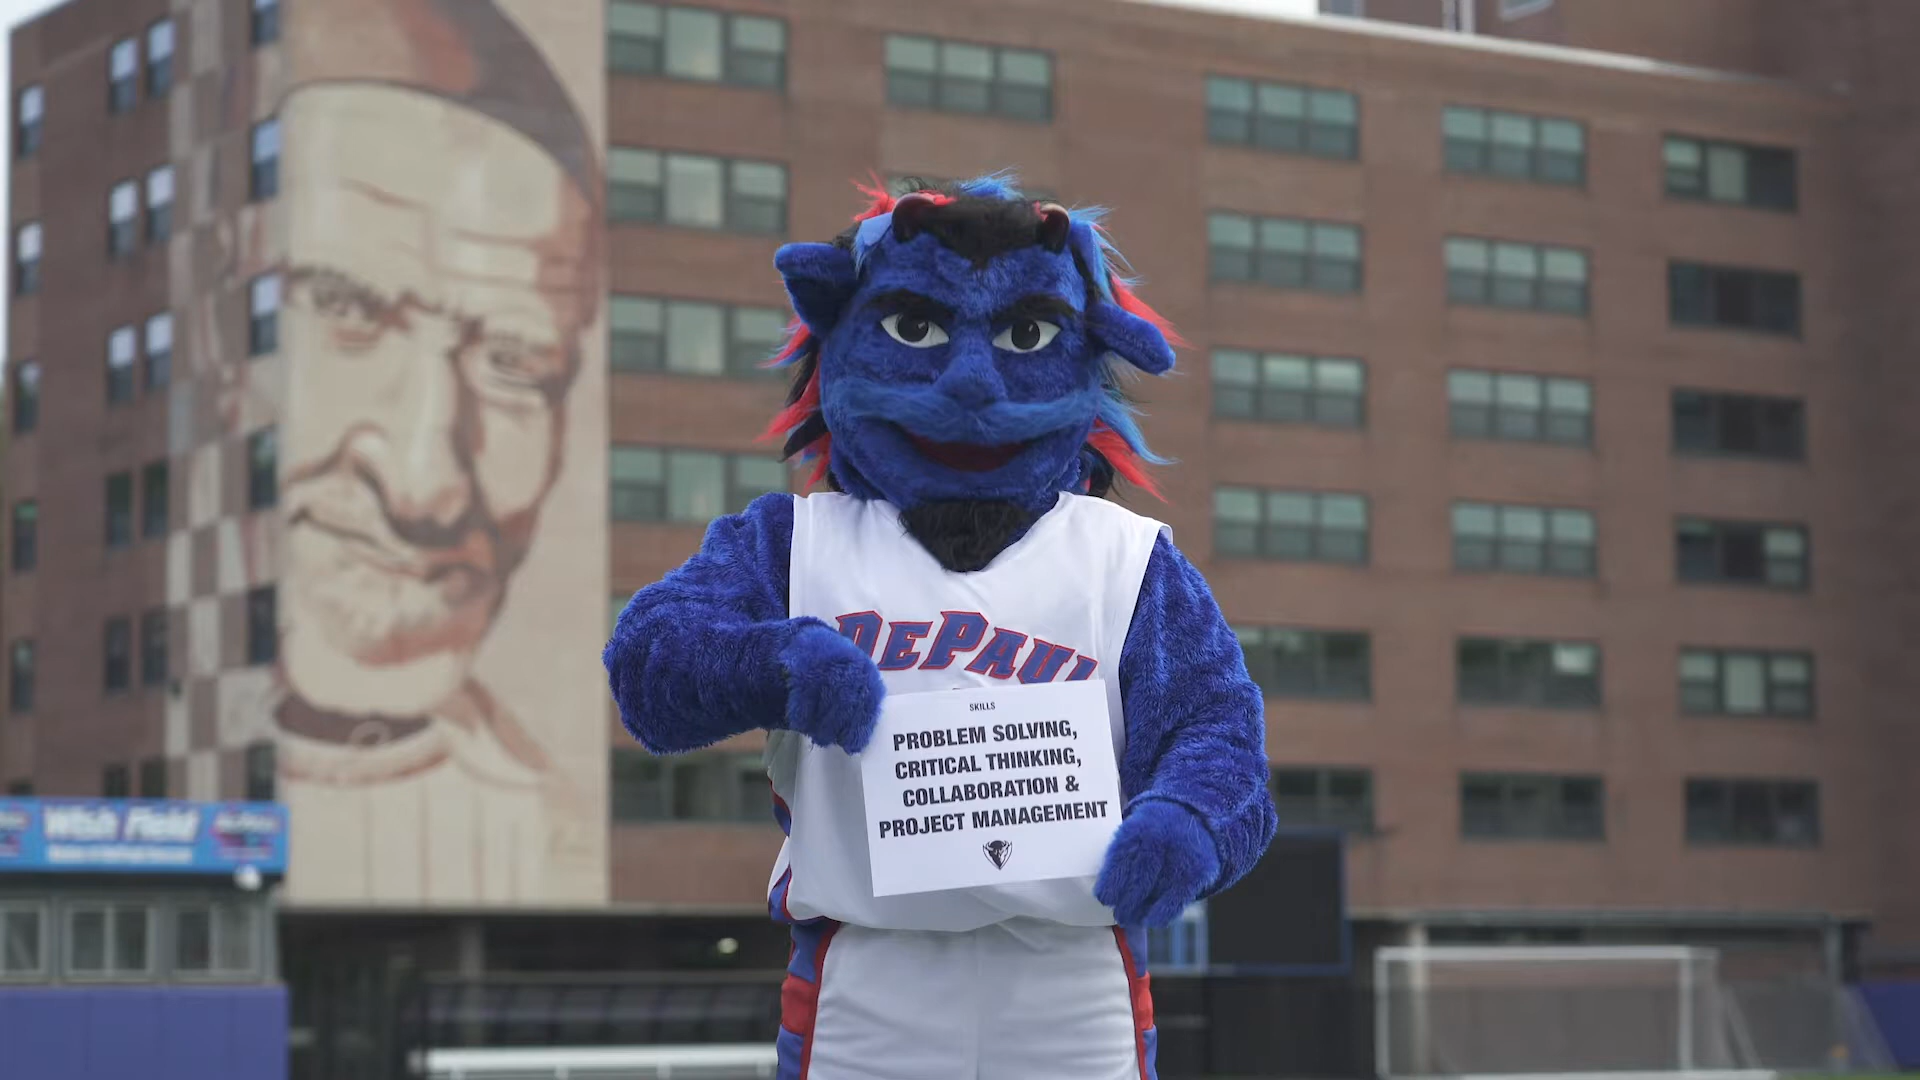 DEPAUL
SKILLS
PROBLEM SOLVING,
CRITICAL THINKING,
COLLABORATION &
PROJECT MANAGEMENT
Wish Field